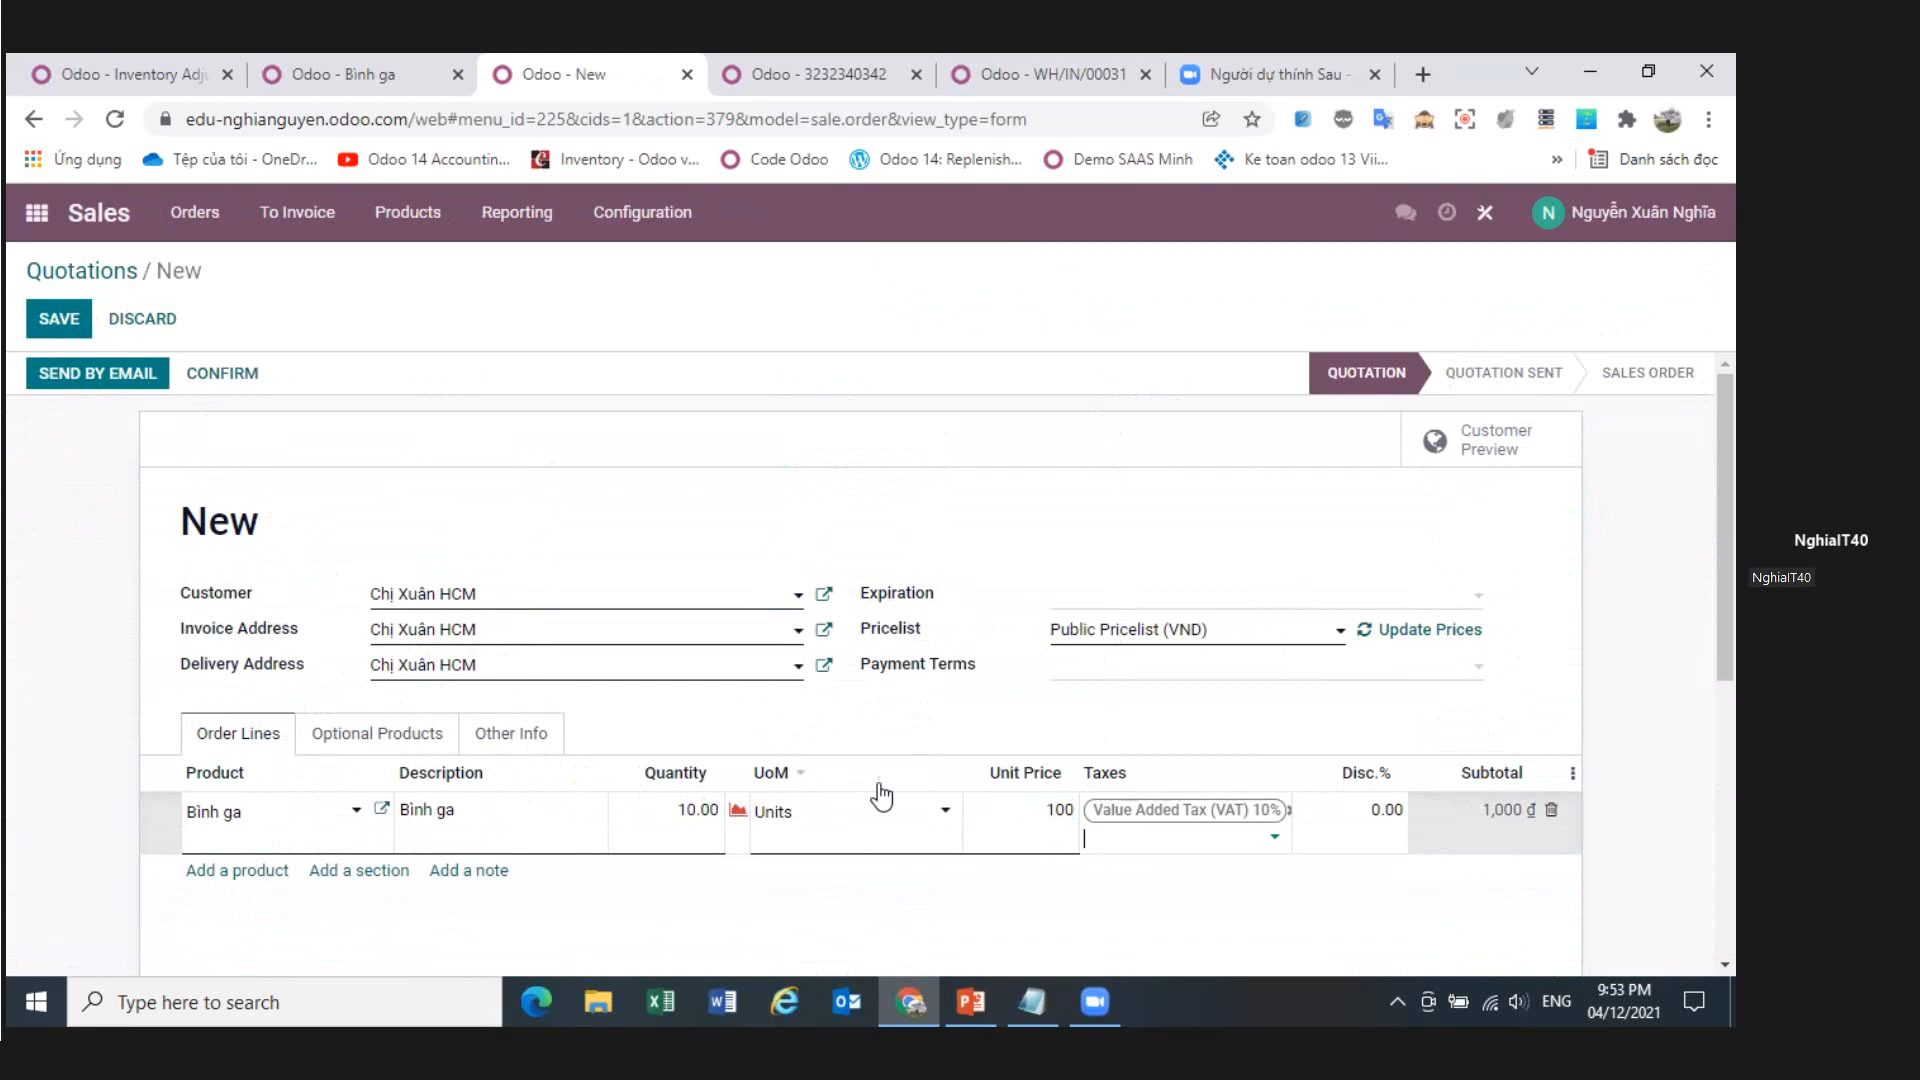 Odoo - Inventory Adj
Odoo - Bình ga
Odoo - New
Odoo - 3232340342
Odoo - WH/IN/00031
Người dự thính Sau -
edu-nghianguyen.odoo.com/web#menu_id=225&cids=1&action=379&model=sale.order&view_type=form
Ứng dụng
Tệp của tôi - OneDr...
Odoo 14 Accountin...
Inventory - Odoo v...
Code Odoo
Odoo 14: Replenish...
Demo SAAS Minh
Ke toan odoo 13 Vii...
»
Danh sách đọc
Sales
Orders
To Invoice
Products
Reporting
Configuration
N
Nguyễn Xuân Nghĩa
Quotations / New
SAVE
DISCARD
SEND BY EMAIL
CONFIRM
QUOTATION
QUOTATION SENT
SALES ORDER
Customer
Preview
New
Customer
Chị Xuân HCM
Expiration
Invoice Address
Chị Xuân HCM
Pricelist
Public Pricelist (VND)
Update Prices
Delivery Address
Chị Xuân HCM
Payment Terms
Order Lines
Optional Products
Other Info
Product
Description
Quantity
UoM
Unit Price
Taxes
Disc.%
Subtotal
Bình ga
Bình ga
10.00
Units
100
Value Added Tax (VAT) 10%
0.00
1,000 ₫
Add a product
Add a section
Add a note
NghiaIT40
NghiaIT40
Type here to search
ENG
9:53 PM
04/12/2021